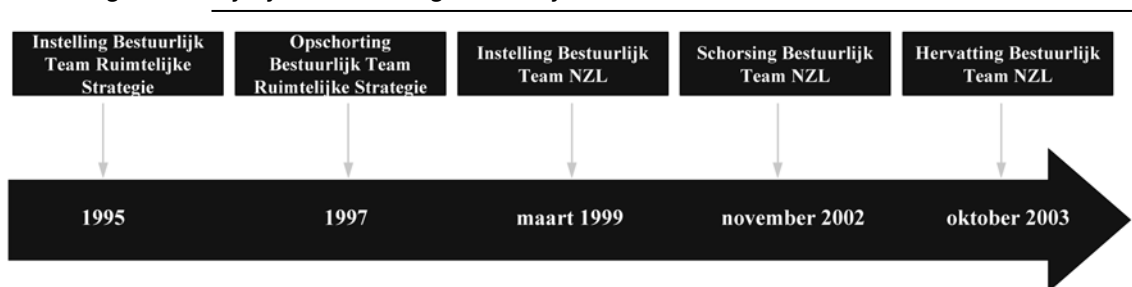 Instelling Bestuurlijk
Team Ruimtelijke
Strategie
Opschorting
Bestuurlijk Team
Ruimtelijke Strategie
Instelling Bestuurlijk
Team NZL
Schorsing Bestuurlijk
Team NZL
Hervatting Bestuurlijk
Team NZL
1995
1997
maart 1999
november 2002
oktober 2003